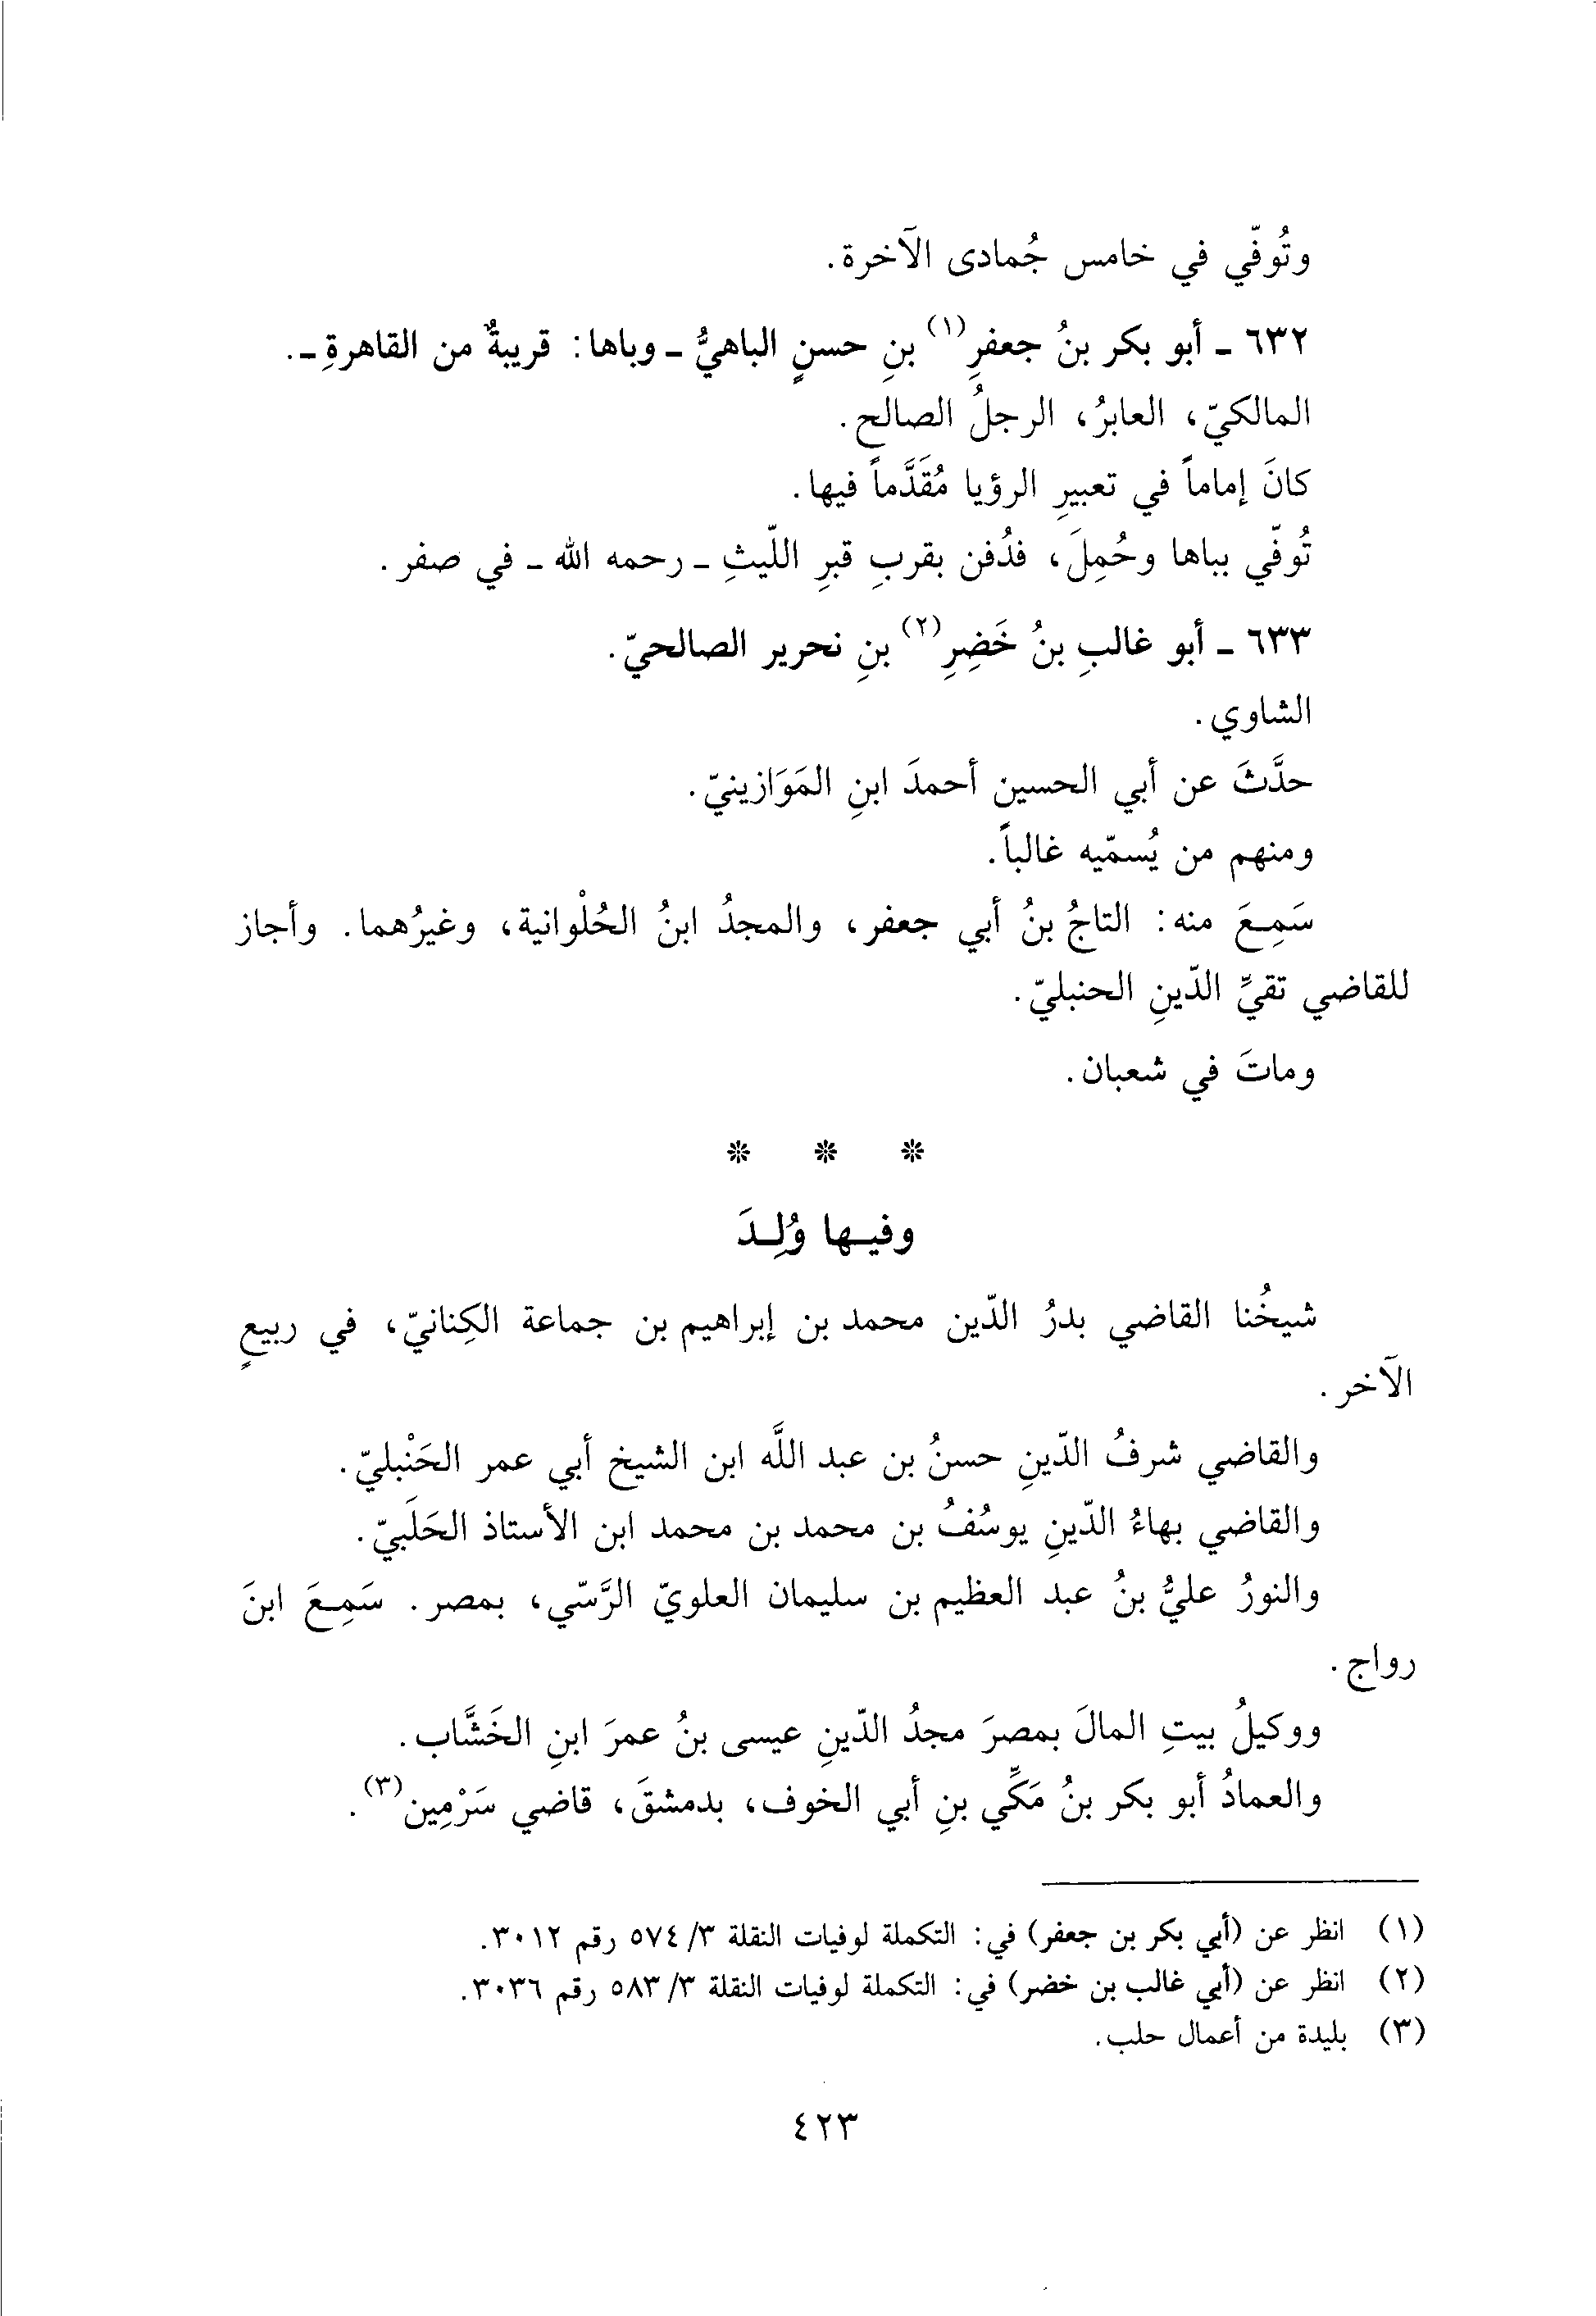 وتُوفّي في خامس جُمادى الآخرة.
٦٣٢ ـ أبو بكر بنُ جعفرِ(١) بنِ حسنٍ الباهيُّ ـ وباها: قريبةٌ من القاهرةِ ـ.
المالكيّ، العابرُ، الرجلُ الصالح.
كانَ إماماً في تعبيرِ الرؤيا مُقَدَّماً فيها.
تُوفّي بباها وحُمِلَ، فدُفن بقربِ قبرِ اللّيثِ ـ رحمه الله ـ في صفر.
٦٣٣ ـ أبو غالبِ بنُ خَضِرِ(٢) بنِ نحرير الصالحيّ.
الشاوي.
حدَّثَ عن أبي الحسين أحمدَ ابنِ المَوَازينيّ.
ومنهم من يُسمّيه غالباً.
سَمِعَ منه: التاجُ بنُ أبي جعفر، والمجدُ ابنُ الحُلْوانية، وغيرُهما. وأجاز
للقاضي تقيِّ الدّينِ الحنبليّ.
وماتَ في شعبان.
* * *
وفيها وُلِدَ
شيخُنا القاضي بدرُ الدّين محمد بن إبراهيم بن جماعة الكِنانيّ، في ربيعٍ
الآخر.
والقاضي شرفُ الدّينِ حسنُ بن عبد اللَّه ابن الشيخ أبي عمر الحَنْبليّ.
والقاضي بهاءُ الدّينِ يوسُفُ بن محمد بن محمد ابن الأستاذ الحَلَبيّ.
والنورُ عليُّ بنُ عبد العظيم بن سليمان العلويّ الرَّسّي، بمصر. سَمِعَ ابنَ
رواج.
ووكيلُ بيتِ المالَ بمصرَ مجدُ الدّينِ عيسى بنُ عمرَ ابنِ الخَشَّاب.
والعمادُ أبو بكر بنُ مَكِّي بنِ أبي الخوف، بدمشقَ، قاضي سَرْمِين(٣).
(١) انظر عن (أبي بكر بن جعفر) في: التكملة لوفيات النقلة ٣/ ٥٧٤ رقم ٣٠١٢.
(٢) انظر عن (أبي غالب بن خضر) في: التكملة لوفيات النقلة ٣/ ٥٨٣ رقم ٣٠٣٦.
(٣) بليدة من أعمال حلب.
٤٢٣